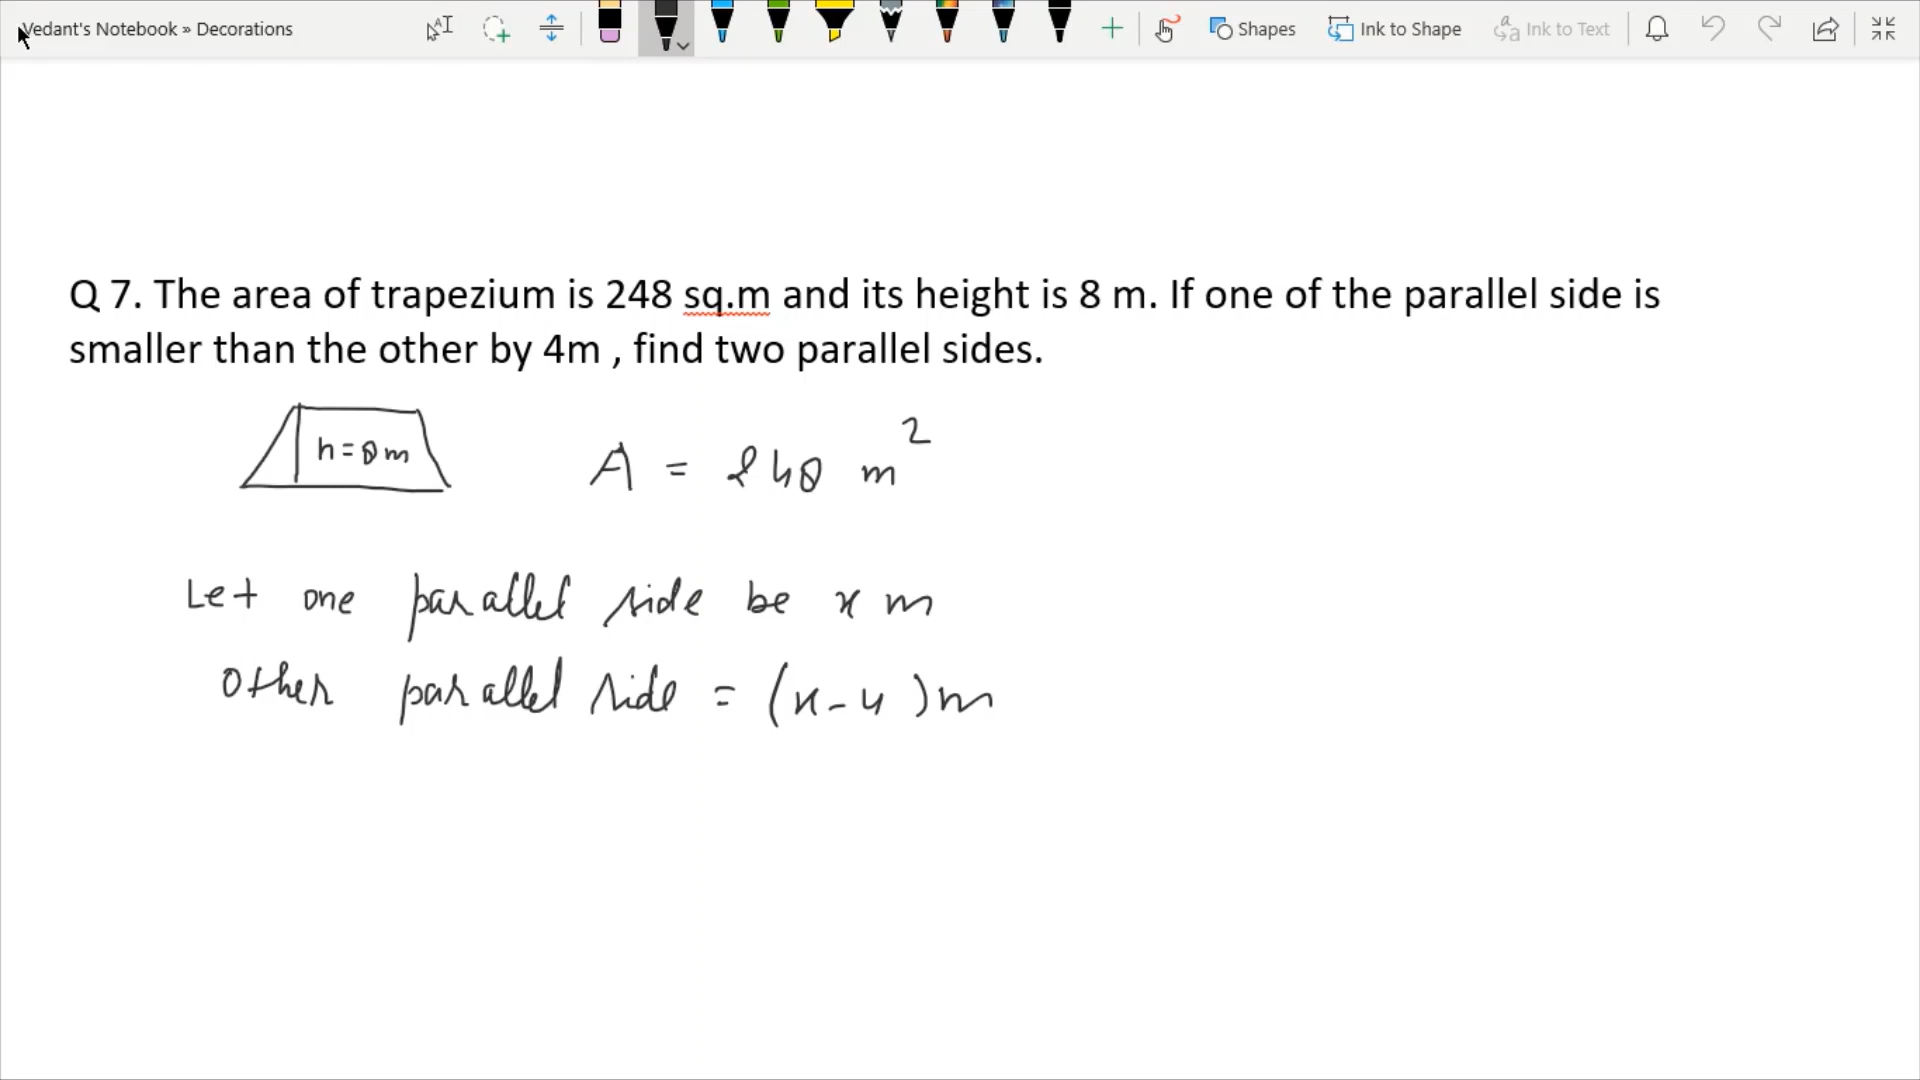 Vedant's Notebook » Decorations
Shapes
Ink to Shape
Ink to Text
Q 7. The area of trapezium is 248 sq.m and its height is 8 m. If one of the parallel side is
smaller than the other by 4m , find two parallel sides.
h = 8 m
A = 248 m²
Let one parallel side be x m
Other parallel side = (x - 4) m